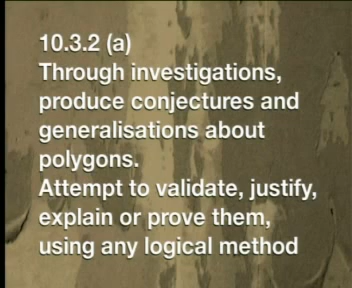 10.3.2 (a)
Through investigations,
produce conjectures and
generalisations about
polygons.
Attempt to validate, justify,
explain or prove them,
using any logical method